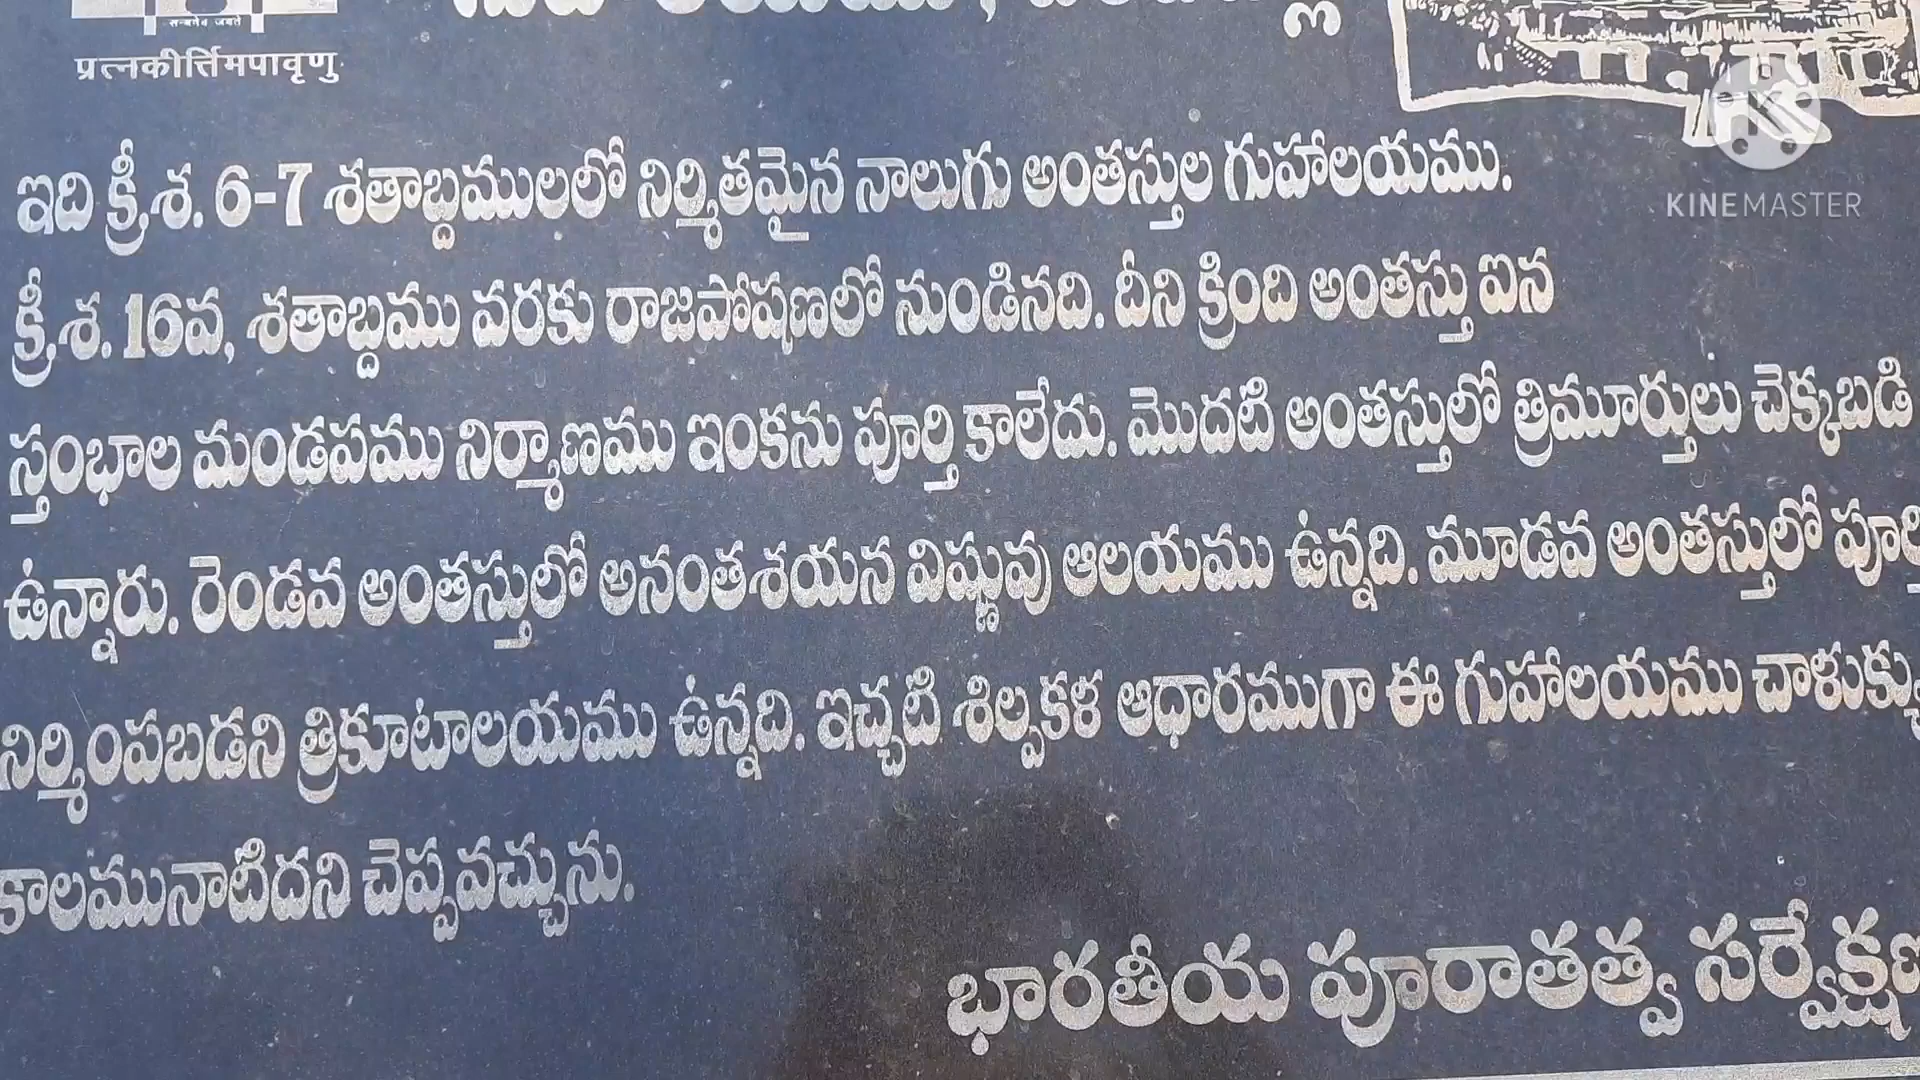 प्रत्नकीर्त्तिमपावृणु
ఇది క్రీ.శ. 6-7 శతాబ్దములలో నిర్మితమైన నాలుగు అంతస్తుల గుహాలయము.
KINEMASTER
క్రీ.శ. 16వ, శతాబ్దము వరకు రాజపోషణలో నుండినది. దీని క్రింది అంతస్తు ఐన
స్తంభాల మండపము నిర్మాణము ఇంకను పూర్తి కాలేదు. మొదటి అంతస్తులో త్రిమూర్తులు చెక్కబడి
ఉన్నారు. రెండవ అంతస్తులో అనంతశయన విష్ణువు ఆలయము ఉన్నది. మూడవ అంతస్తులో
నిర్మింపబడని త్రికూటాలయము ఉన్నది. ఇచ్చటి శిల్పకళ ఆధారముగా ఈ గుహాలయము
కాలమునాటిదని చెప్పవచ్చును.
భారతీయ పూరాతత్వ సర్వేక్షణ